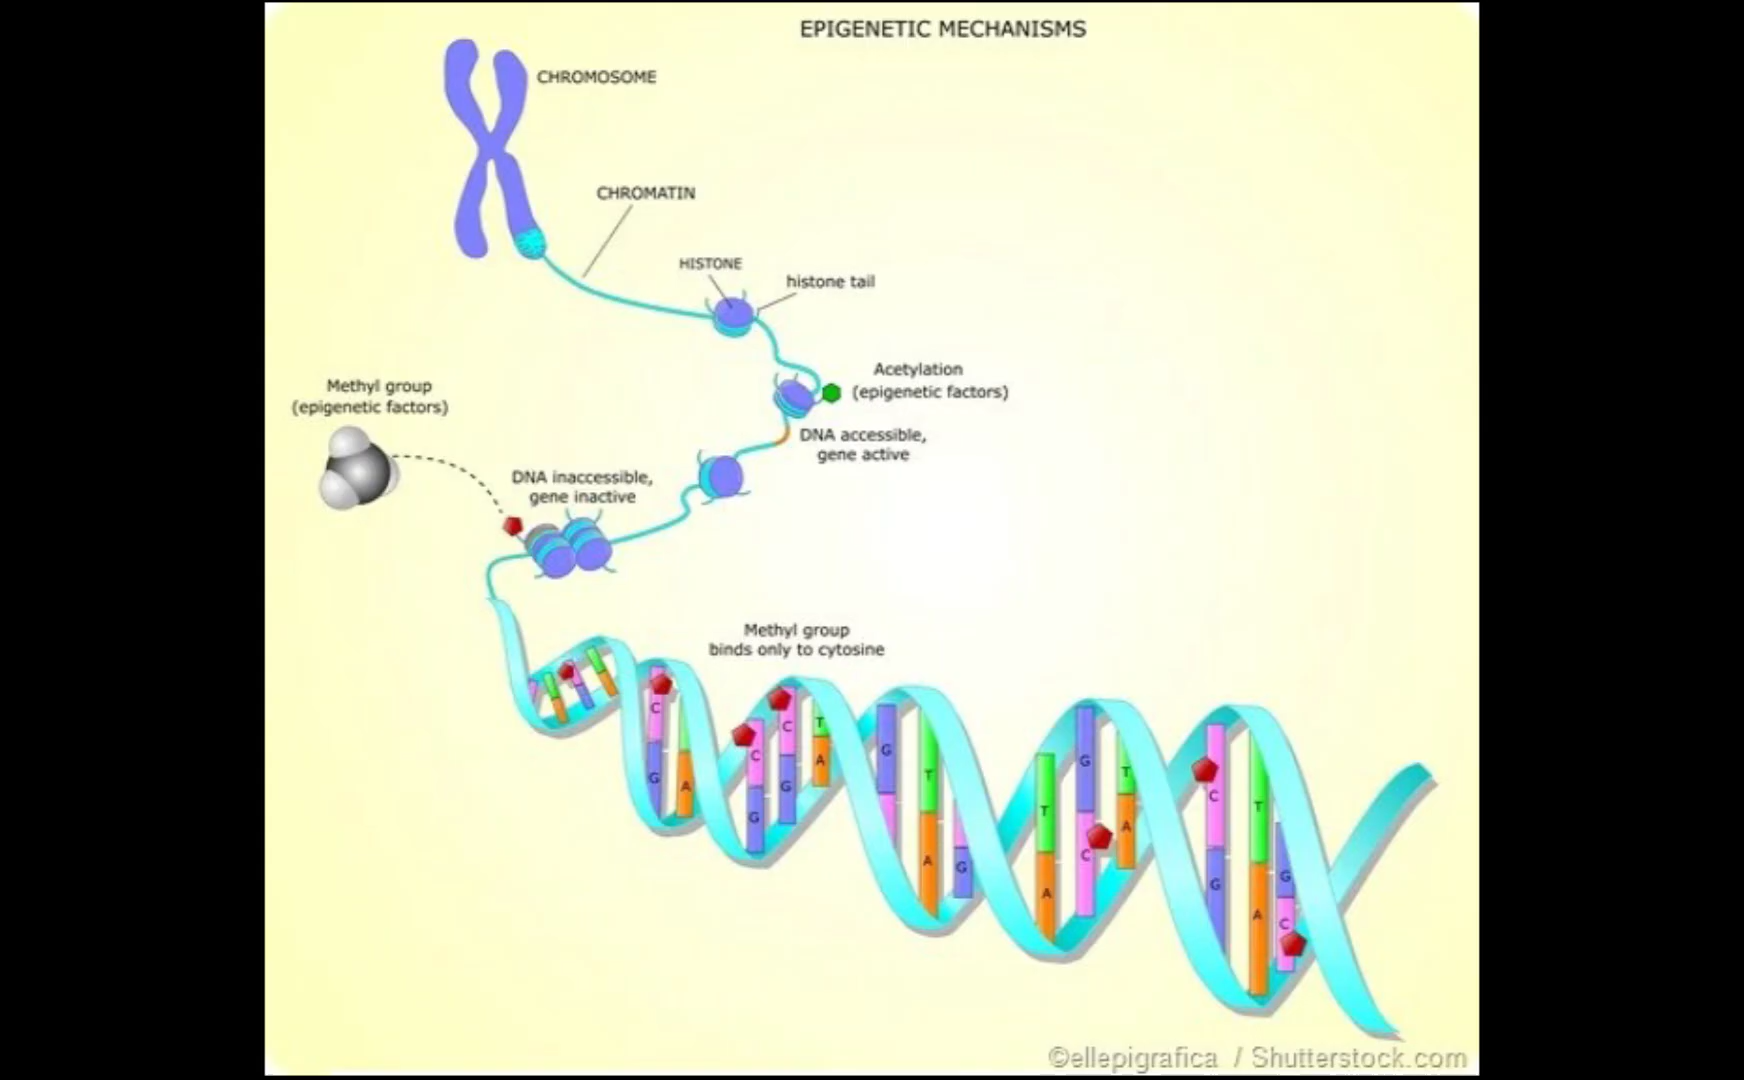 EPIGENETIC MECHANISMS
CHROMOSOME
CHROMATIN
HISTONE
histone tail
Acetylation
(epigenetic factors)
Methyl group
(epigenetic factors)
DNA accessible,
gene active
DNA inaccessible,
gene inactive
Methyl group
binds only to cytosine
C
G
A
C
G
C
G
T
A
G
T
A
G
T
A
G
C
T
A
C
G
T
A
G
C
©ellepigrafica / Shutterstock.com